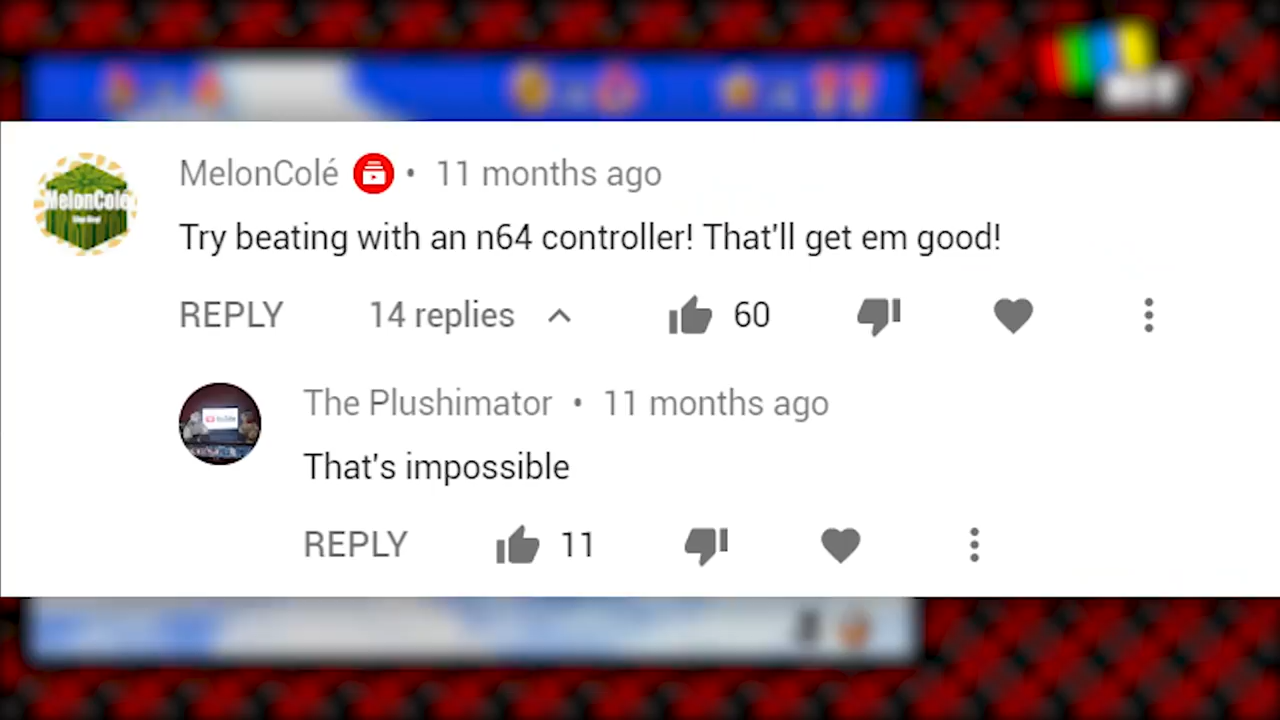 MelonColé • 11 months ago
Try beating with an n64 controller! That'll get em good!
REPLY 14 replies 60
The Plushimator • 11 months ago
That's impossible
REPLY 11
MelonColé